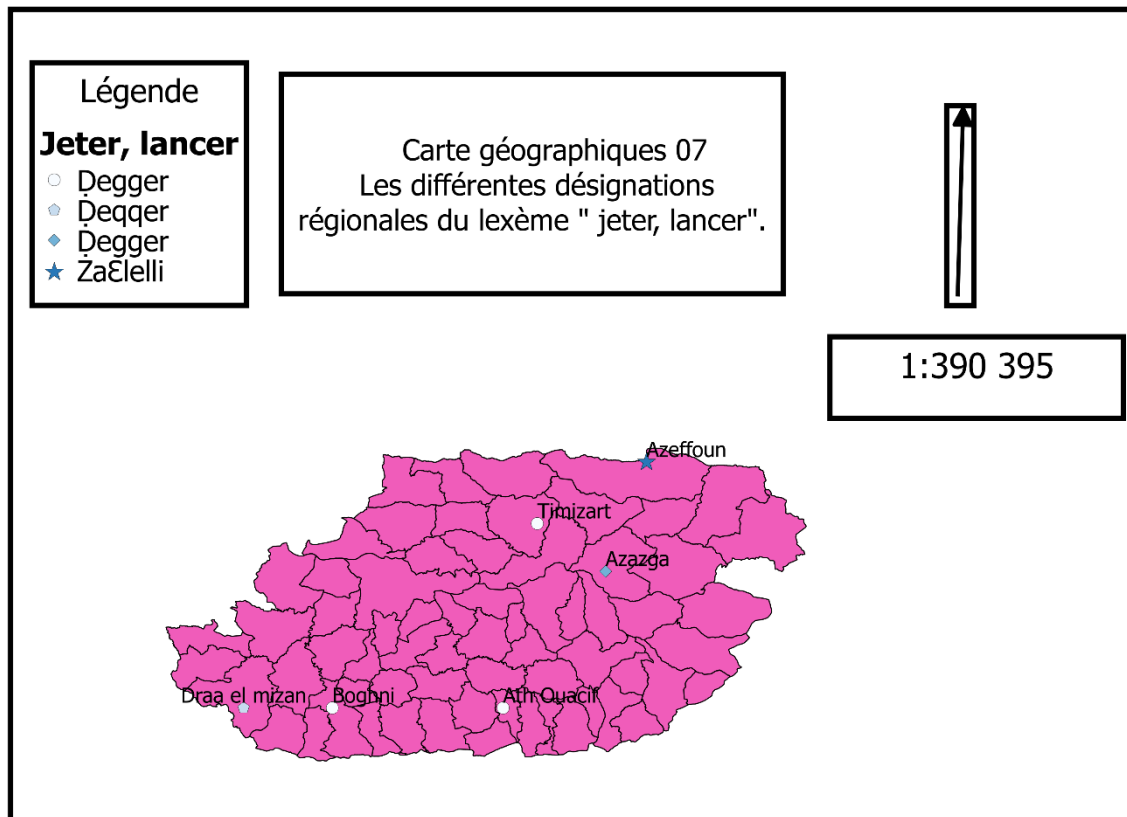 Légende
Jeter, lancer
Ḍegger
Ḍeqqer
Ḍegger
ZaƐlelli
Carte géographiques 07
Les différentes désignations
régionales du lexème " jeter, lancer".
1:390 395
Azeffoun
Timizart
Azazga
Draa el mizan
Boghni
Ath Ouacif